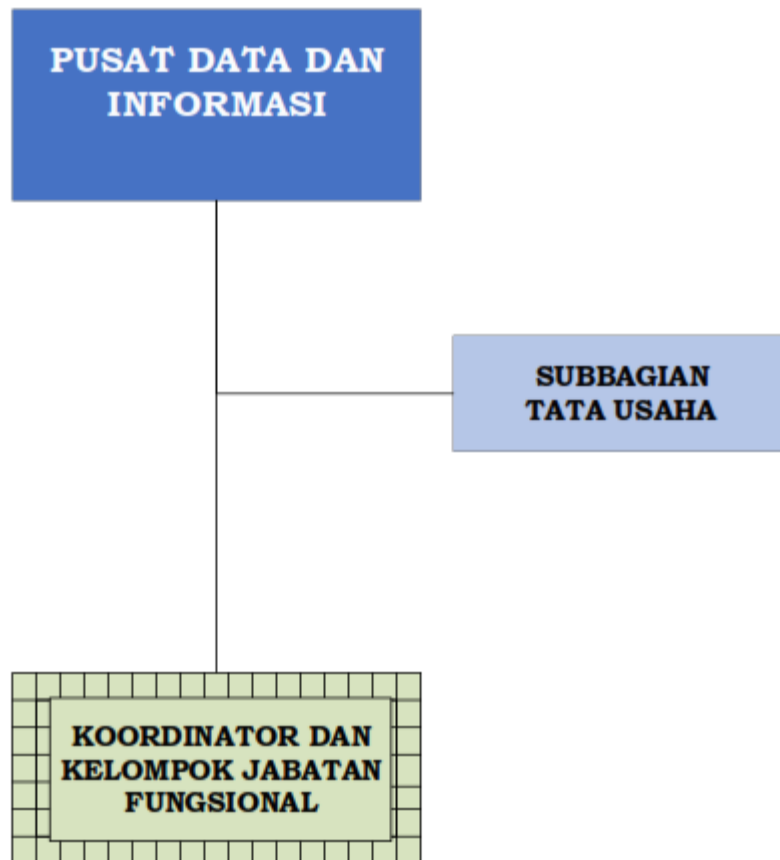 PUSAT DATA DAN
INFORMASI
SUBBAGIAN
TATA USAHA
KOORDINATOR DAN
KELOMPOK JABATAN
FUNGSIONAL